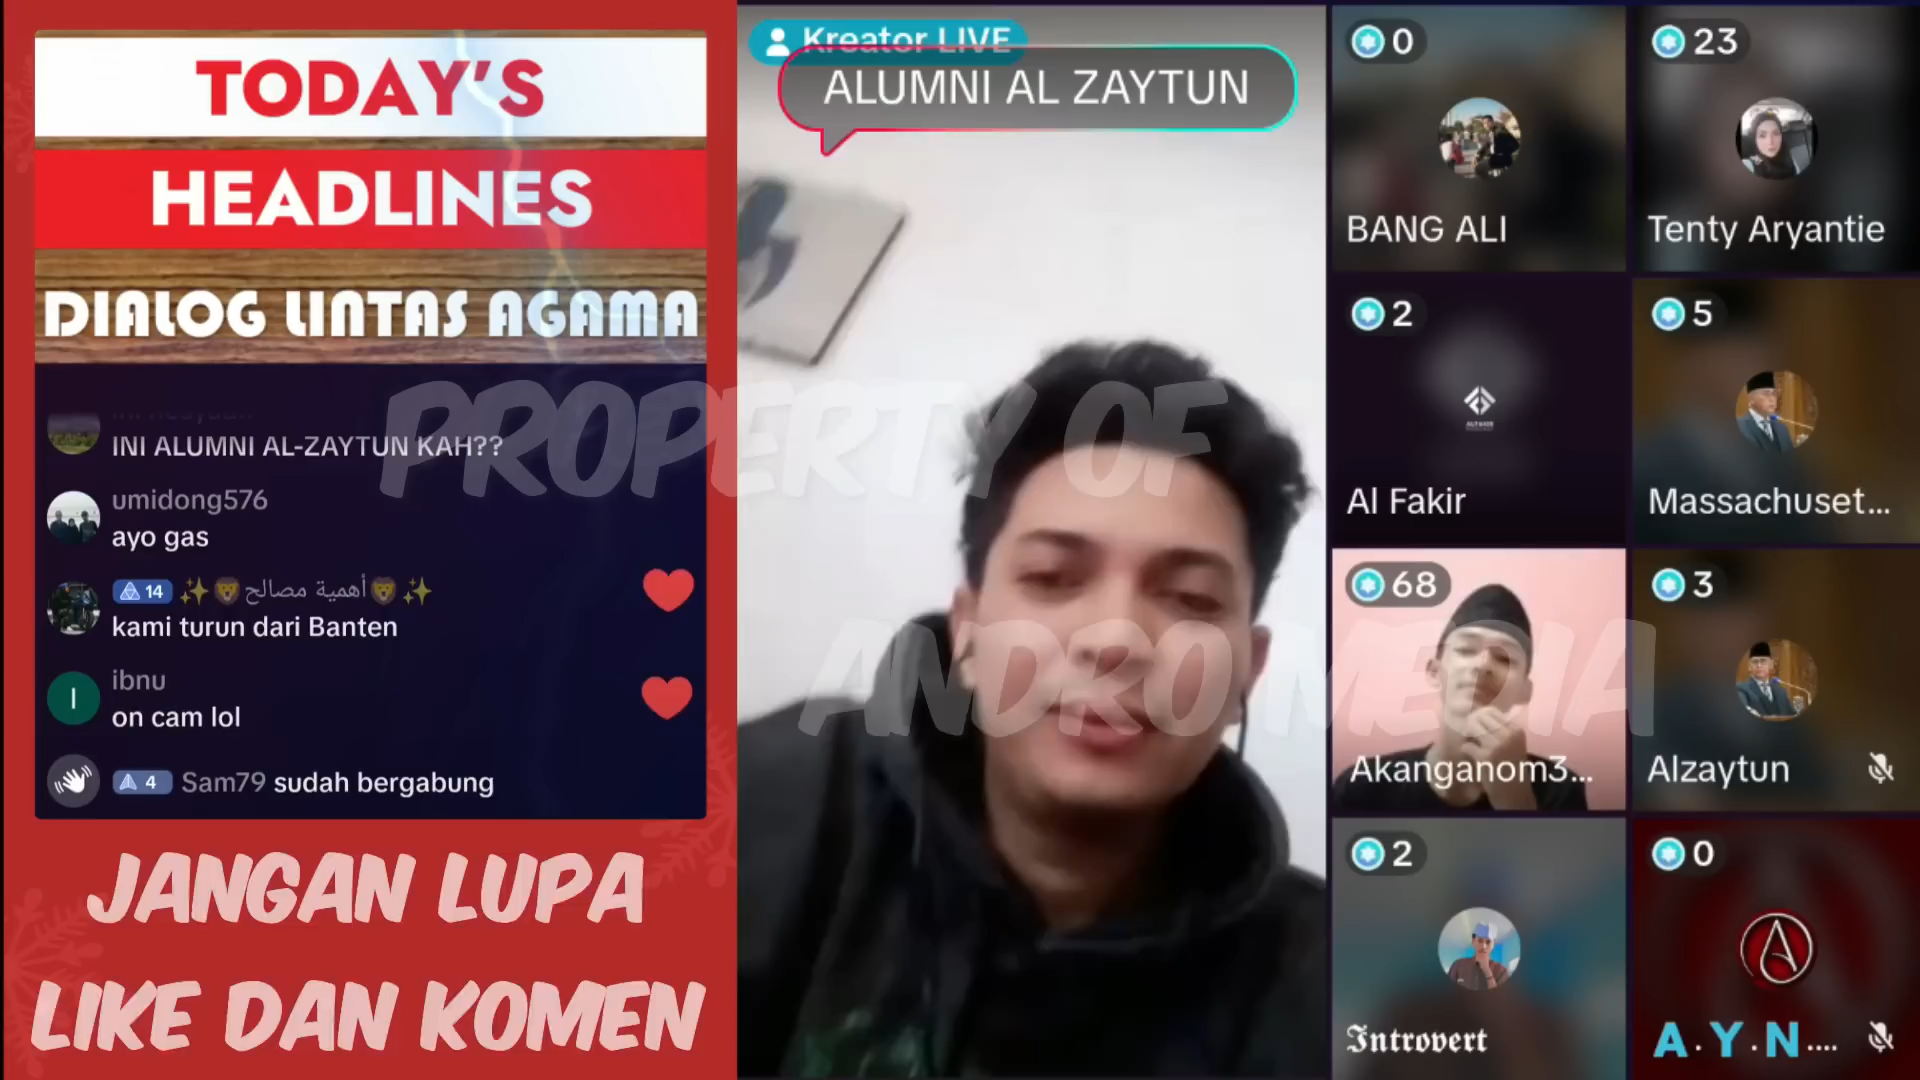 TODAY'S
HEADLINES
DIALOG LINTAS AGAMA
INI ALUMNI AL-ZAYTUN KAH??
umidong576
ayo gas
14 ✨🦁أهمية مصالح🦁✨
kami turun dari Banten
I
ibnu
on cam lol
4 Sam79 sudah bergabung
JANGAN LUPA
LIKE DAN KOMEN
Kreator LIVE
ALUMNI AL ZAYTUN
PROPERTY OF
ANDRO MEDIA
0
BANG ALI
23
Tenty Aryantie
2
Al Fakir
5
Massachuset...
68
Akanganom3...
3
Alzaytun
2
𝕴𝖓𝖙𝖗𝖔𝖛𝖊𝖗𝖙
0
A.Y.N....